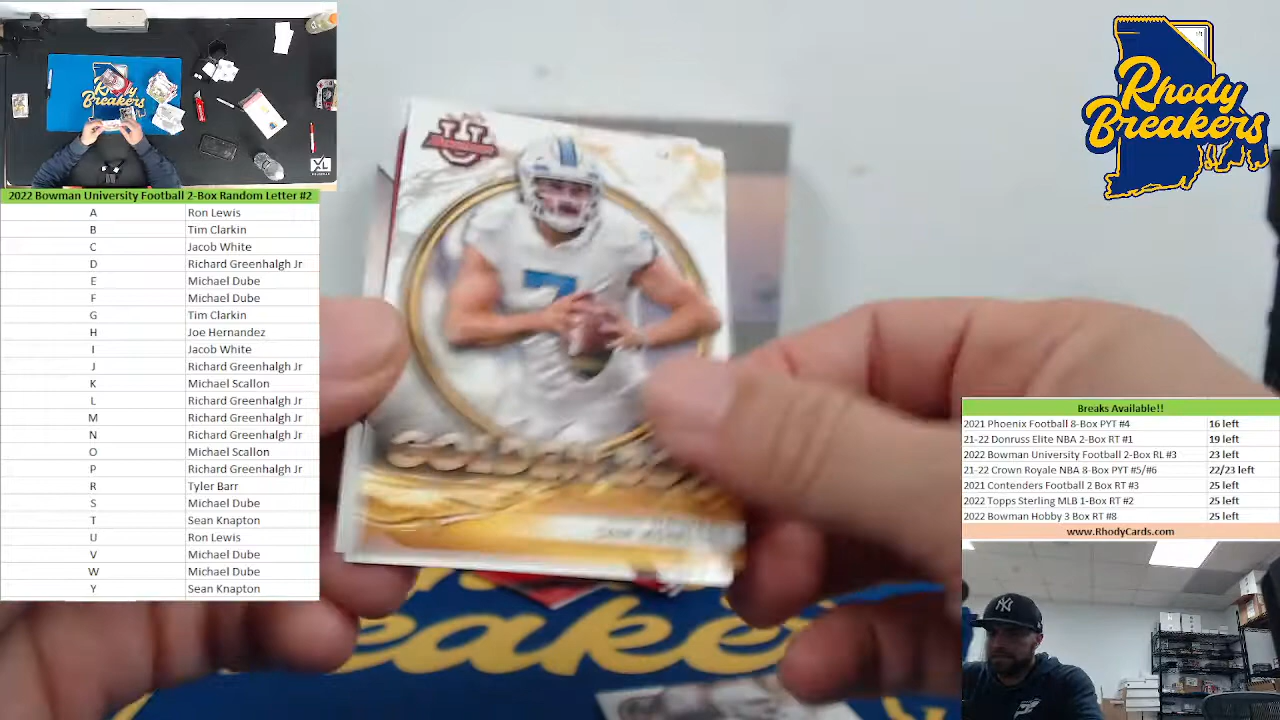 2022 Bowman University Football 2-Box Random Letter #2
A Ron Lewis
B Tim Clarkin
C Jacob White
D Richard Greenhalgh Jr
E Michael Dube
F Michael Dube
G Tim Clarkin
H Joe Hernandez
I Jacob White
J Richard Greenhalgh Jr
K Michael Scallon
L Richard Greenhalgh Jr
M Richard Greenhalgh Jr
N Richard Greenhalgh Jr
O Michael Scallon
P Richard Greenhalgh Jr
R Tyler Barr
S Michael Dube
T Sean Knapton
U Ron Lewis
V Michael Dube
W Michael Dube
Y Sean Knapton
Rhody
Breakers
U
7
Rhody
Breakers
Breakers Available!!
2021 Phoenix Football 8-Box PYT #4 16 left
21-22 Donruss Elite NBA 2-Box RT #1 19 left
2022 Bowman University Football 2-Box RL #3 23 left
21-22 Crown Royale NBA 8-Box PYT #5/#6 22/23 left
2021 Contenders Football 2 Box RT #3 25 left
2022 Topps Sterling MLB 1-Box RT #2 25 left
2022 Bowman Hobby 3 Box RT #8 25 left
www.RhodyCards.com
NY
eakers